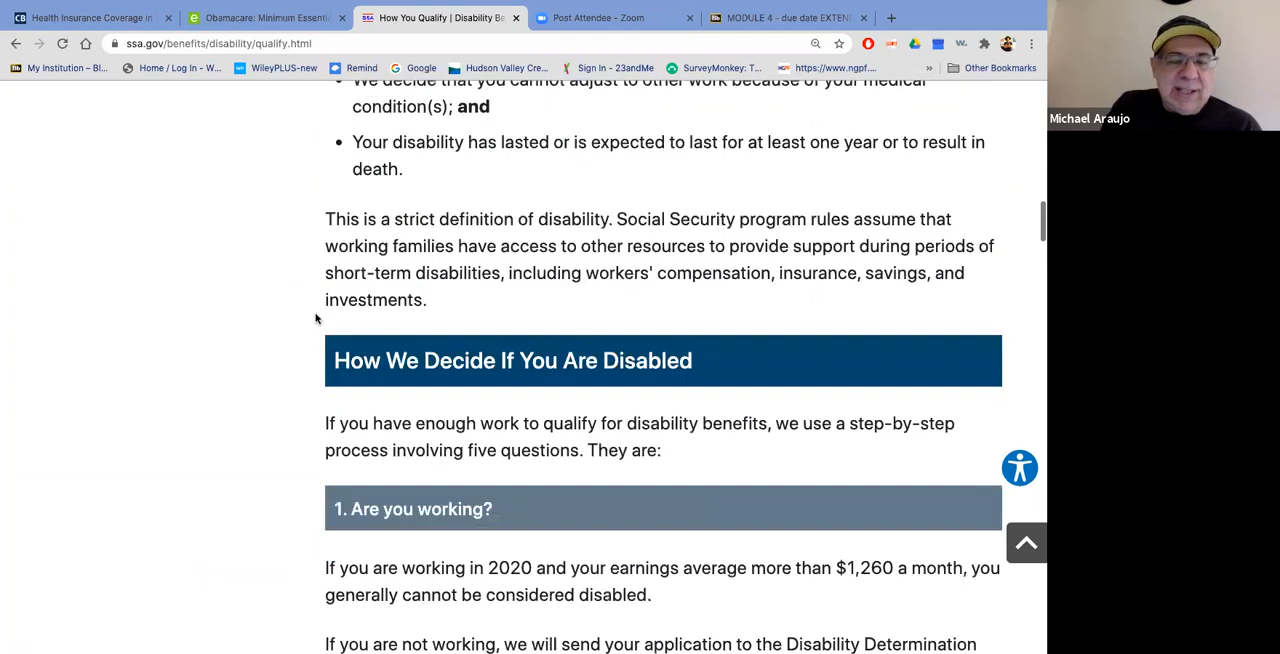 Health Insurance Coverage in
Obamacare: Minimum Essenti
How You Qualify | Disability Be
Post Attendee - Zoom
MODULE 4 - due date EXTEN
ssa.gov/benefits/disability/qualify.html
My Institution – Bl...
Home / Log In - W...
WileyPLUS-new
Remind
Google
Hudson Valley Cre...
Sign In - 23andMe
SurveyMonkey: T...
https://www.ngpf....
» Other Bookmarks
We decide that you cannot adjust to other work because of your medical
condition(s); and
• Your disability has lasted or is expected to last for at least one year or to result in
death.
This is a strict definition of disability. Social Security program rules assume that
working families have access to other resources to provide support during periods of
short-term disabilities, including workers' compensation, insurance, savings, and
investments.
How We Decide If You Are Disabled
If you have enough work to qualify for disability benefits, we use a step-by-step
process involving five questions. They are:
1. Are you working?
If you are working in 2020 and your earnings average more than $1,260 a month, you
generally cannot be considered disabled.
If you are not working, we will send your application to the Disability Determination
Michael Araujo